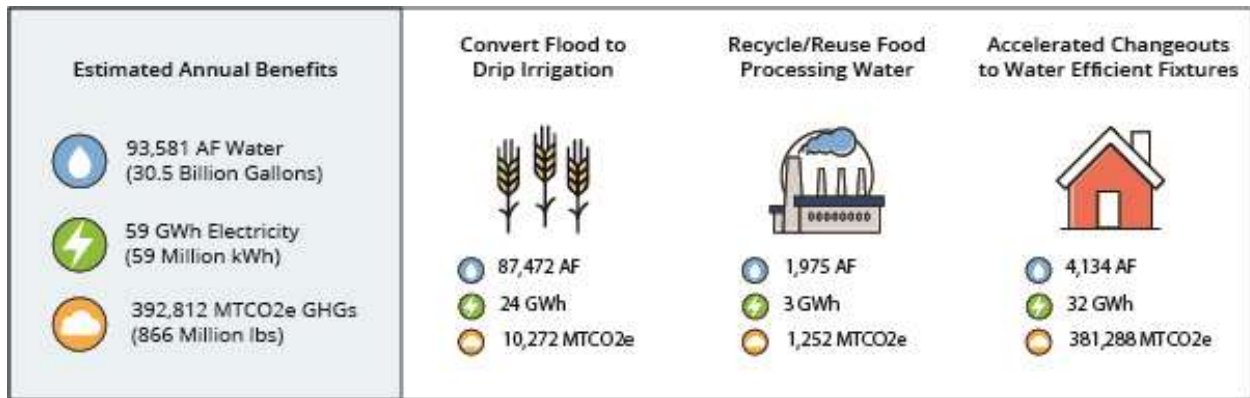 Estimated Annual Benefits
93,581 AF Water
(30.5 Billion Gallons)
59 GWh Electricity
(59 Million kWh)
392,812 MTCO2e GHGs
(866 Million lbs)
Convert Flood to
Drip Irrigation
87,472 AF
24 GWh
10,272 MTCO2e
Recycle/Reuse Food
Processing Water
1,975 AF
3 GWh
1,252 MTCO2e
Accelerated Changeouts
to Water Efficient Fixtures
4,134 AF
32 GWh
381,288 MTCO2e